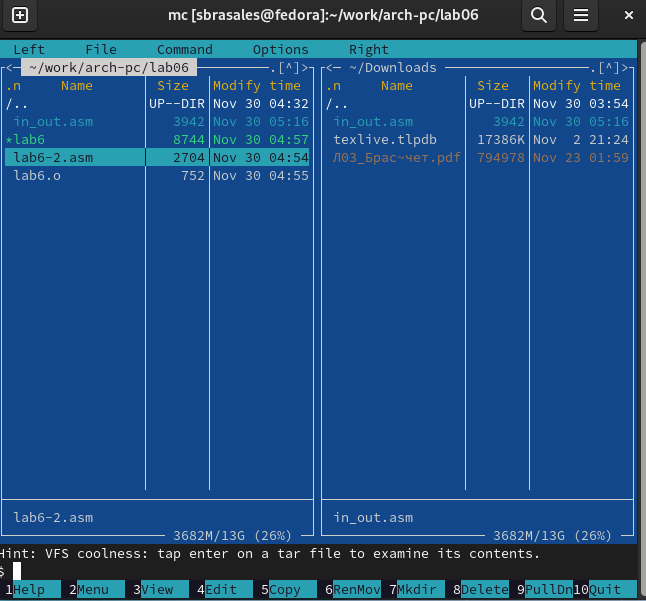 mc [sbrasales@fedora]:~/work/arch-pc/lab06
Left File Command Options Right
<─ ~/work/arch-pc/lab06 ─.[^]> <─ ~/Downloads ─.[^]>
.n Name Size Modify time .n Name Size Modify time
/.. UP--DIR Nov 30 04:32 /.. UP--DIR Nov 30 03:54
in_out.asm 3942 Nov 30 05:16 in_out.asm 3942 Nov 30 05:16
*lab6 8744 Nov 30 04:57 texlive.tlpdb 17386K Nov 2 21:24
lab6-2.asm 2704 Nov 30 04:54 Л03_Брас~чет.pdf 794978 Nov 23 01:59
lab6.o 752 Nov 30 04:55
lab6-2.asm in_out.asm
3682M/13G (26%) 3682M/13G (26%)
Hint: VFS coolness: tap enter on a tar file to examine its contents.
$
1Help 2Menu 3View 4Edit 5Copy 6RenMov 7Mkdir 8Delete 9PullDn 10Quit